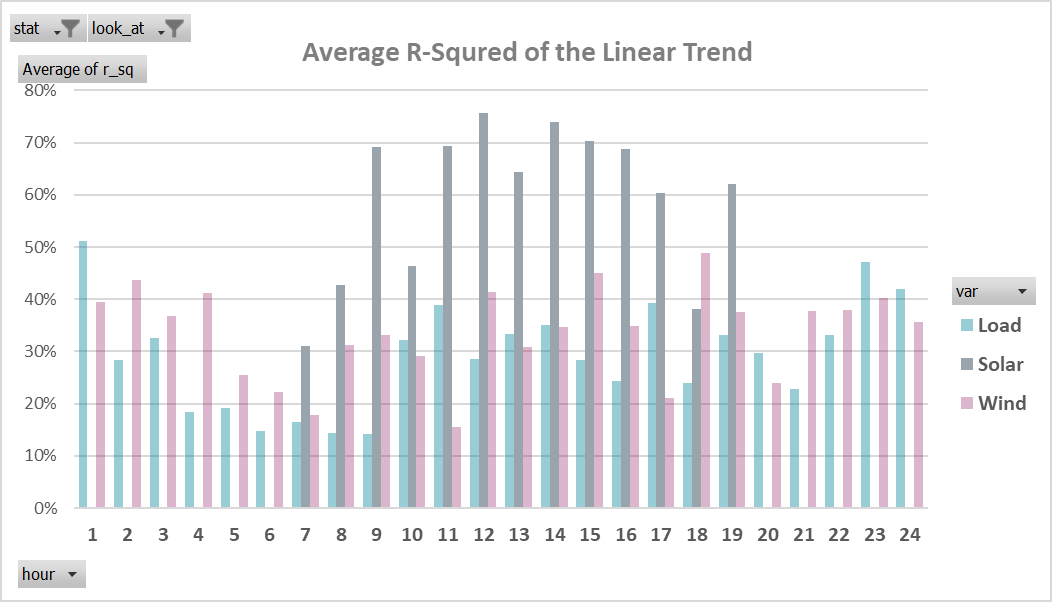 stat look_at
Average R-Squred of the Linear Trend
Average of r_sq
80%
70%
60%
50%
40%
30%
20%
10%
0%
1 2 3 4 5 6 7 8 9 10 11 12 13 14 15 16 17 18 19 20 21 22 23 24
var
Load
Solar
Wind
hour